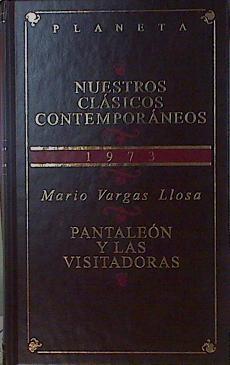 PLANETA
NUESTROS
CLÁSICOS
CONTEMPORÁNEOS
1973
Mario Vargas Llosa
PANTALEÓN
Y LAS
VISITADORAS